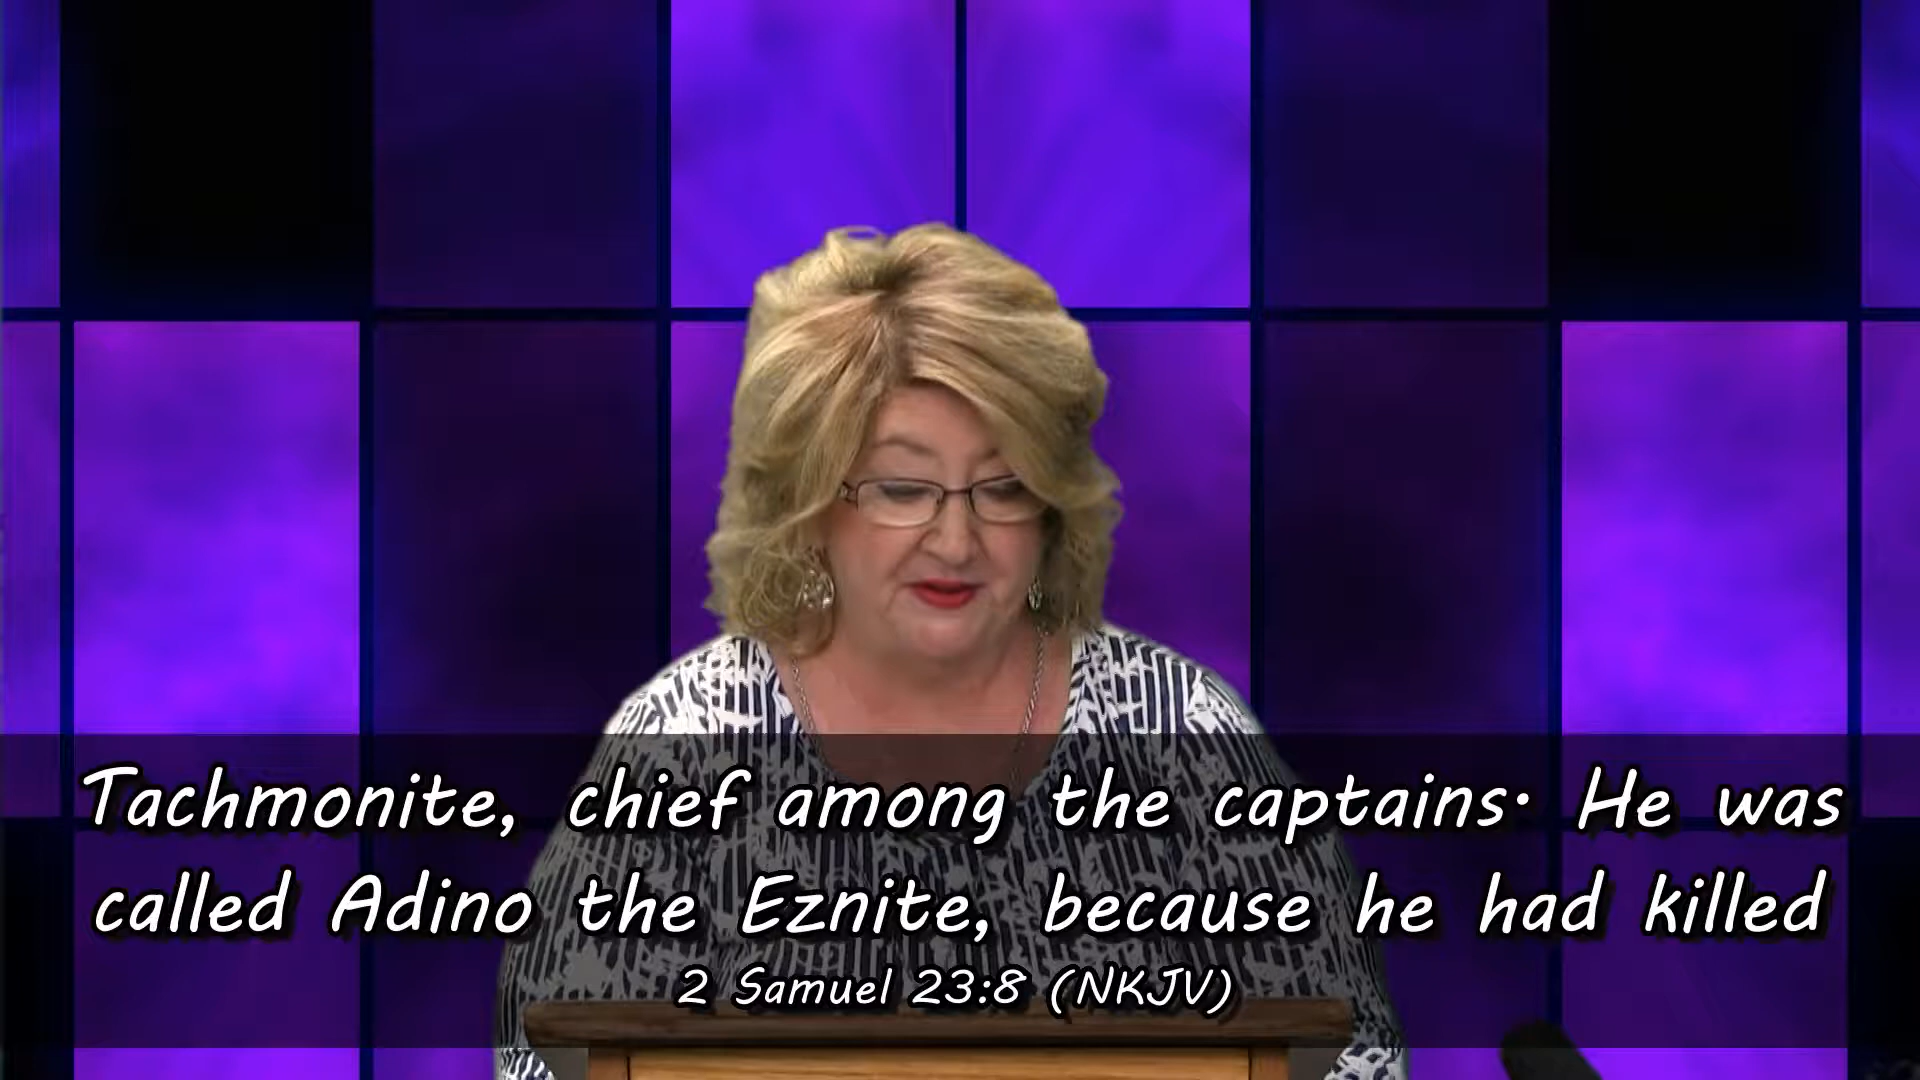 Tachmonite, chief among the captains. He was
called Adino the Eznite, because he had killed
2 Samuel 23:8 (NKJV)